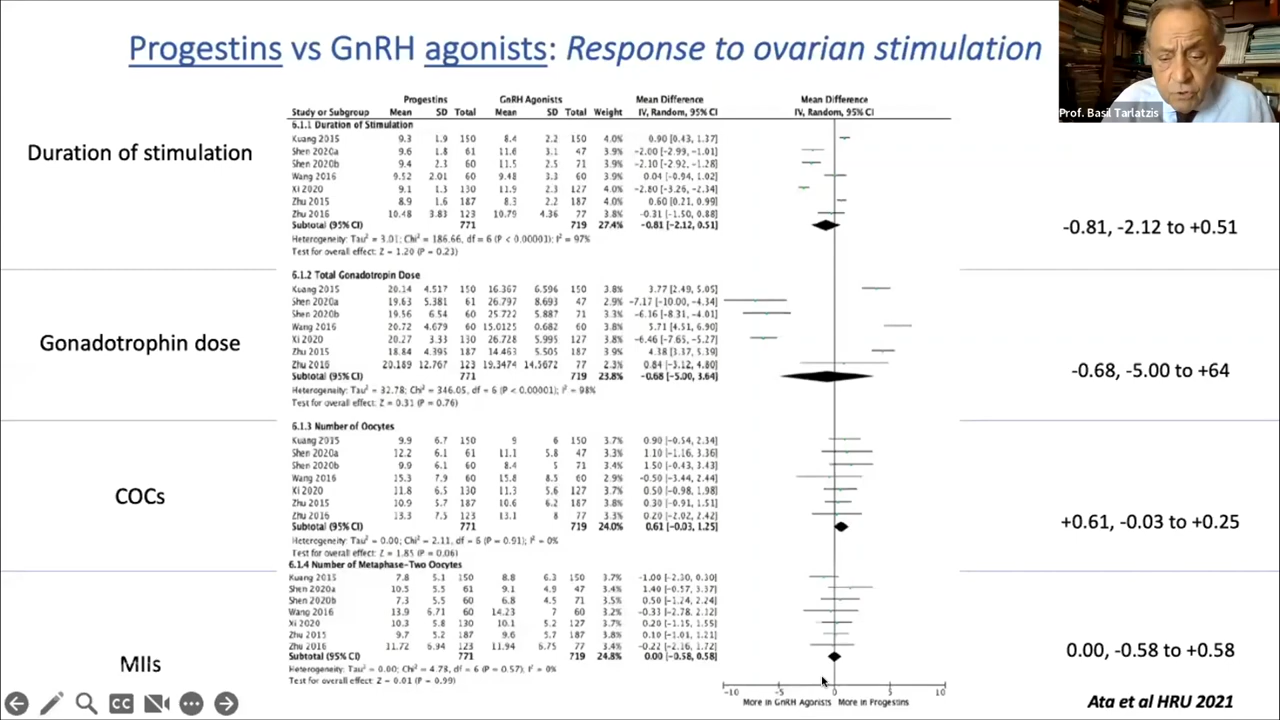 Progestins vs GnRH agonists: Response to ovarian stimulation
Prof. Basil Tarlatzis
Progestins GnRH Agonists Mean Difference Mean Difference
Study or Subgroup Mean SD Total Mean SD Total Weight IV, Random, 95% CI IV, Random, 95% CI
6.1.1 Duration of Stimulation
Kuang 2015 9.3 1.9 150 8.4 2.2 150 4.0% 0.90 [0.43, 1.37]
Shen 2020a 9.6 1.8 61 11.6 3.1 47 3.9% -2.00 [-2.99, -1.01]
Shen 2020b 9.4 2.3 60 11.5 2.5 71 3.9% -2.10 [-2.92, -1.28]
Wang 2016 9.52 2.01 60 9.48 3.3 60 3.9% 0.04 [-0.94, 1.02]
Xi 2020 9.1 1.3 130 11.9 2.3 127 4.0% -2.80 [-3.26, -2.34]
Zhu 2015 8.9 1.6 187 8.3 2.2 187 4.0% 0.60 [0.21, 0.99]
Zhu 2016 10.48 3.83 123 10.79 4.36 77 3.8% -0.31 [-1.50, 0.88]
Subtotal (95% CI) 771 719 27.4% -0.81 [-2.12, 0.51]
Heterogeneity: Tau² = 3.01; Chi² = 186.66, df = 6 (P < 0.00001); I² = 97%
Test for overall effect: Z = 1.20 (P = 0.23)
Duration of stimulation
-0.81, -2.12 to +0.51
6.1.2 Total Gonadotropin Dose
Kuang 2015 20.14 4.517 150 16.367 6.596 150 3.8% 3.77 [2.49, 5.05]
Shen 2020a 19.63 5.381 61 26.797 8.693 47 2.9% -7.17 [-10.00, -4.34]
Shen 2020b 19.56 6.54 60 25.722 5.887 71 3.4% -6.16 [-8.31, -4.01]
Wang 2016 20.72 4.679 60 15.0125 0.682 60 3.8% 5.71 [4.51, 6.90]
Xi 2020 20.27 3.33 130 26.728 5.995 127 3.8% -6.46 [-7.65, -5.27]
Zhu 2015 18.84 4.395 187 14.463 5.505 187 3.9% 4.38 [3.37, 5.39]
Zhu 2016 20.189 12.767 123 19.3474 14.5672 77 2.3% 0.84 [-3.12, 4.80]
Subtotal (95% CI) 771 719 23.8% -0.68 [-5.00, 3.64]
Heterogeneity: Tau² = 32.78; Chi² = 346.05, df = 6 (P < 0.00001); I² = 98%
Test for overall effect: Z = 0.31 (P = 0.76)
Gonadotrophin dose
-0.68, -5.00 to +64
6.1.3 Number of Oocytes
Kuang 2015 9.9 6.7 150 9 6 150 3.7% 0.90 [-0.54, 2.34]
Shen 2020a 12.2 6.1 61 11.1 5.8 47 3.3% 1.10 [-1.16, 3.36]
Shen 2020b 9.9 6.1 60 8.4 5 71 3.4% 1.50 [-0.43, 3.43]
Wang 2016 15.3 7.9 60 15.8 8.5 60 2.9% -0.50 [-3.44, 2.44]
Xi 2020 11.8 6.5 130 11.3 5.6 127 3.6% 0.50 [-0.98, 1.98]
Zhu 2015 10.9 5.7 187 10.6 6.2 187 3.8% 0.30 [-0.91, 1.51]
Zhu 2016 13.3 7.5 123 13.1 8 77 3.3% 0.20 [-2.02, 2.42]
Subtotal (95% CI) 771 719 24.0% 0.61 [-0.03, 1.25]
Heterogeneity: Tau² = 0.00; Chi² = 2.11, df = 6 (P = 0.91); I² = 0%
Test for overall effect: Z = 1.85 (P = 0.06)
COCs
+0.61, -0.03 to +0.25
6.1.4 Number of Metaphase-Two Oocytes
Kuang 2015 7.8 5.1 150 8.8 6.3 150 3.7% -1.00 [-2.30, 0.30]
Shen 2020a 10.5 5.5 61 9.1 4.9 47 3.4% 1.40 [-0.57, 3.37]
Shen 2020b 7.3 5.5 60 6.8 4.5 71 3.5% 0.50 [-1.24, 2.24]
Wang 2016 13.9 6.71 60 14.23 7 60 3.2% -0.33 [-2.78, 2.12]
Xi 2020 10.3 5.8 130 10.1 5.2 127 3.7% 0.20 [-1.15, 1.55]
Zhu 2015 9.7 5.2 187 9.6 5.7 187 3.9% 0.10 [-1.01, 1.21]
Zhu 2016 11.72 6.94 123 11.94 6.75 77 3.4% -0.22 [-2.16, 1.72]
Subtotal (95% CI) 771 719 24.8% 0.00 [-0.58, 0.58]
Heterogeneity: Tau² = 0.00; Chi² = 4.78, df = 6 (P = 0.57); I² = 0%
Test for overall effect: Z = 0.01 (P = 0.99)
MIIs
0.00, -0.58 to +0.58
-10 -5 0 5 10
More in GnRH Agonists More in Progestins
CC
Ata et al HRU 2021